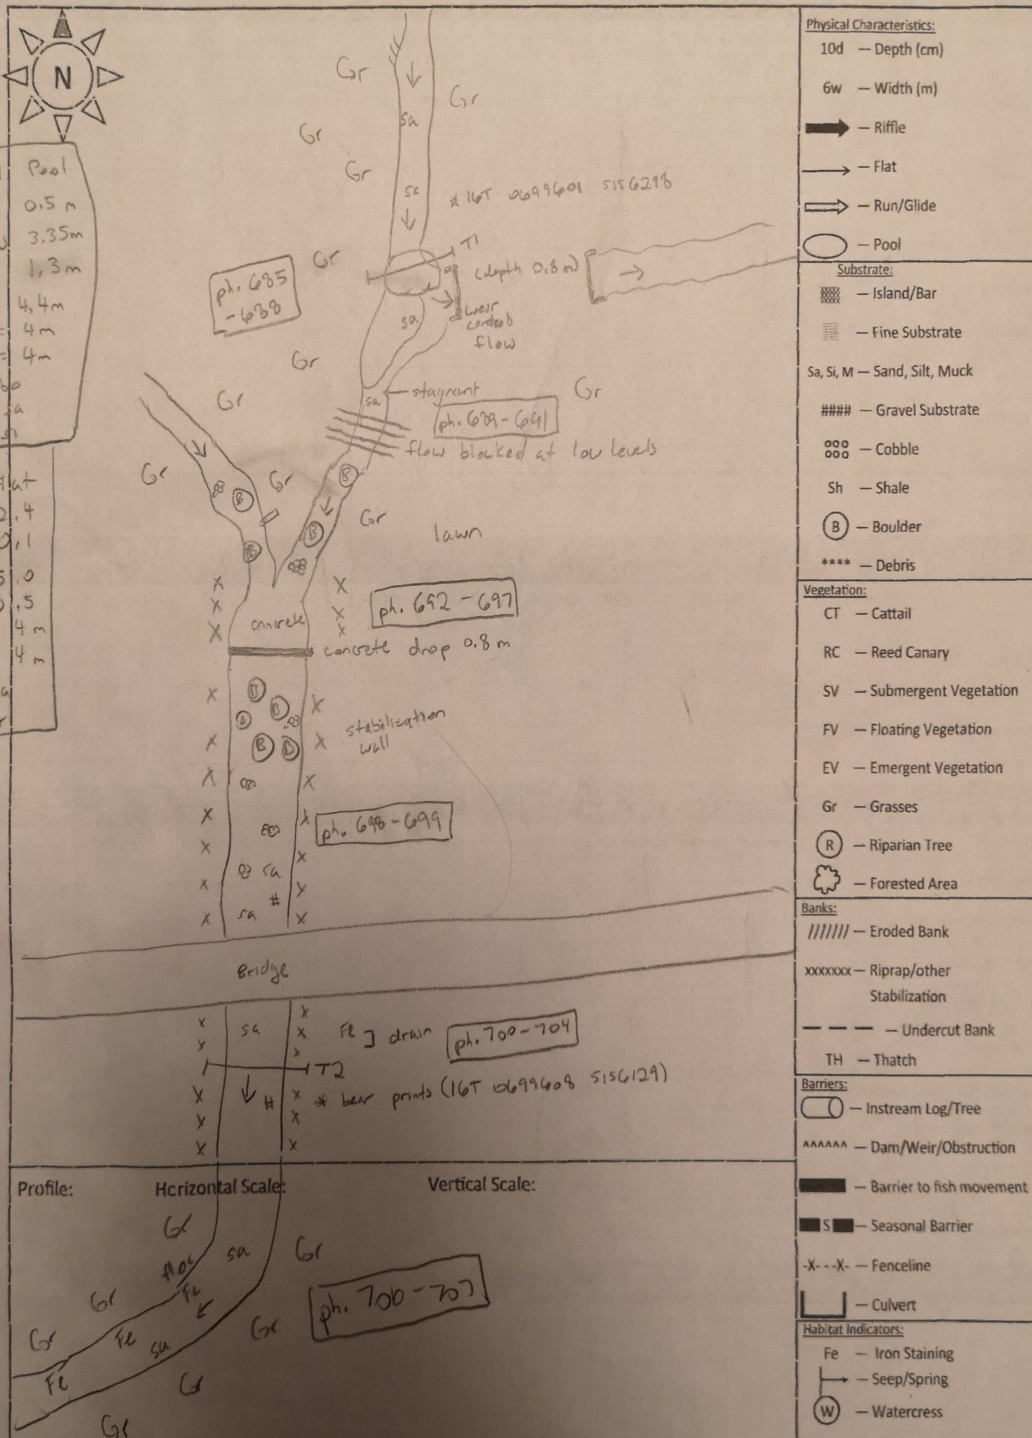 N
Pool
0.5 m
3.35m
1.3m
4.4m
4m
4m
sa
.4
.1
.0
.5
4 m
4 m
Gr
Gr
sa
Gr
Gr
sa
* 16T 0699601 5156298
Gr
T1
(depth 0.8m)
ph. 685
-688
sa
weir
controls
flow
Gr
stagnant
Gr
sa
Gr
ph. 689-691
flow blocked at low levels
Gr
Gr
B
B
Gr
B
lawn
B
x x
x x
x x
ph. 692-697
concrete
concrete drop 0.8 m
B
B
B
B
B
stabilization
wall
ph. 698-699
sa
#
sa
Bridge
sa
Fe ] drain
ph. 700-704
T2
#
* bear prints (16T 0699608 5156129)
Profile:
Horizontal Scale:
Vertical Scale:
Gr
sa
Gr
floc
Fe
Gr
ph. 700-707
Gr
Fe
sa
Gr
Fe
Gr
Gr
Physical Characteristics:
10d — Depth (cm)
6w — Width (m)
— Riffle
— Flat
— Run/Glide
— Pool
Substrate:
— Island/Bar
— Fine Substrate
Sa, Si, M — Sand, Silt, Muck
#### — Gravel Substrate
— Cobble
Sh — Shale
B — Boulder
**** — Debris
Vegetation:
CT — Cattail
RC — Reed Canary
SV — Submergent Vegetation
FV — Floating Vegetation
EV — Emergent Vegetation
Gr — Grasses
R — Riparian Tree
— Forested Area
Banks:
/////// — Eroded Bank
xxxxxxx — Riprap/other
Stabilization
— — — — Undercut Bank
TH — Thatch
Barriers:
— Instream Log/Tree
^^^^^^ — Dam/Weir/Obstruction
— Barrier to fish movement
S — Seasonal Barrier
-X---X- — Fenceline
— Culvert
Habitat Indicators:
Fe — Iron Staining
— Seep/Spring
W — Watercress